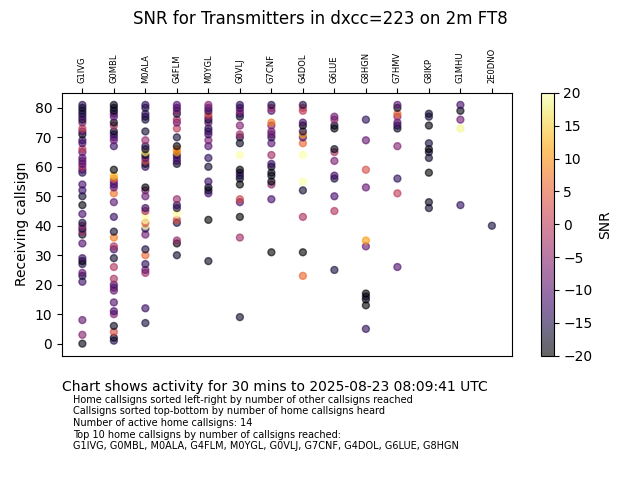 SNR for Transmitters in dxcc=223 on 2m FT8
G1IVG G0MBL M0ALA G4FLM M0YGL G0VLJ G7CNF G4DOL G6LUE G8HGN G7HMV G8IKP G1MHU 2E0DNO
80
70
60
50
40
30
20
10
0
Receiving callsign
20
15
10
5
0
−5
−10
−15
−20
SNR
Chart shows activity for 30 mins to 2025-08-23 08:09:41 UTC
Home callsigns sorted left-right by number of other callsigns reached
Callsigns sorted top-bottom by number of home callsigns heard
Number of active home callsigns: 14
Top 10 home callsigns by number of callsigns reached:
G1IVG, G0MBL, M0ALA, G4FLM, M0YGL, G0VLJ, G7CNF, G4DOL, G6LUE, G8HGN